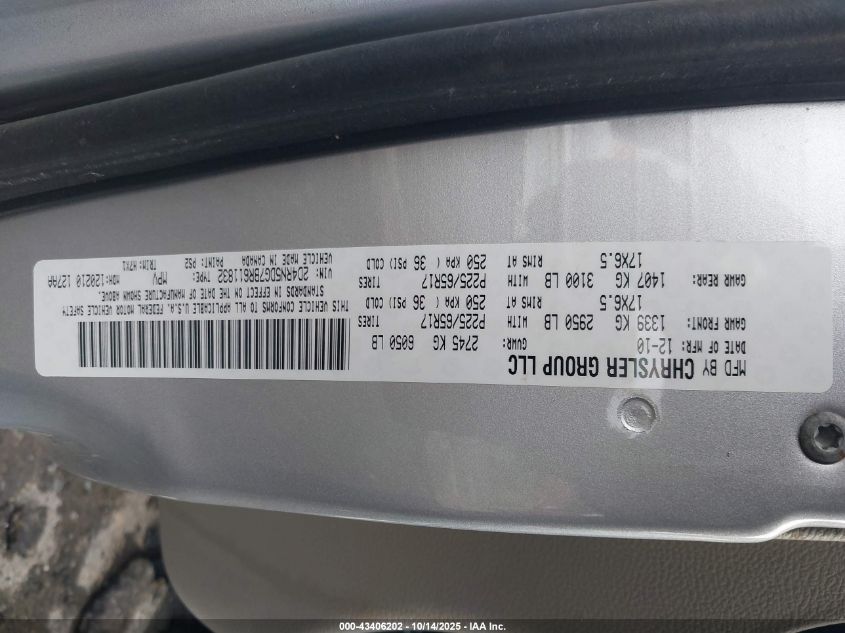 MFD BY CHRYSLER GROUP LLC
DATE OF MFR: 12-10 GVWR: 2745 KG 6050 LB
GAWR FRONT: 1339 KG 2950 LB WITH P225/65R17 TIRES
17X6.5 RIMS AT 250 KPA ( 36 PSI) COLD
GAWR REAR: 1407 KG 3100 LB WITH P225/65R17 TIRES
17X6.5 RIMS AT 250 KPA ( 36 PSI) COLD
THIS VEHICLE CONFORMS TO ALL APPLICABLE U.S.A. FEDERAL MOTOR VEHICLE SAFETY
STANDARDS IN EFFECT ON THE DATE OF MANUFACTURE SHOWN ABOVE.
VIN: 2D4RN5DG7BR611832 TYPE: MPV MDH: 120210 127AA
VEHICLE MADE IN CANADA PAINT: PS2 TRIM: H7X1
000-43406202 - 10/14/2025 - IAA Inc.